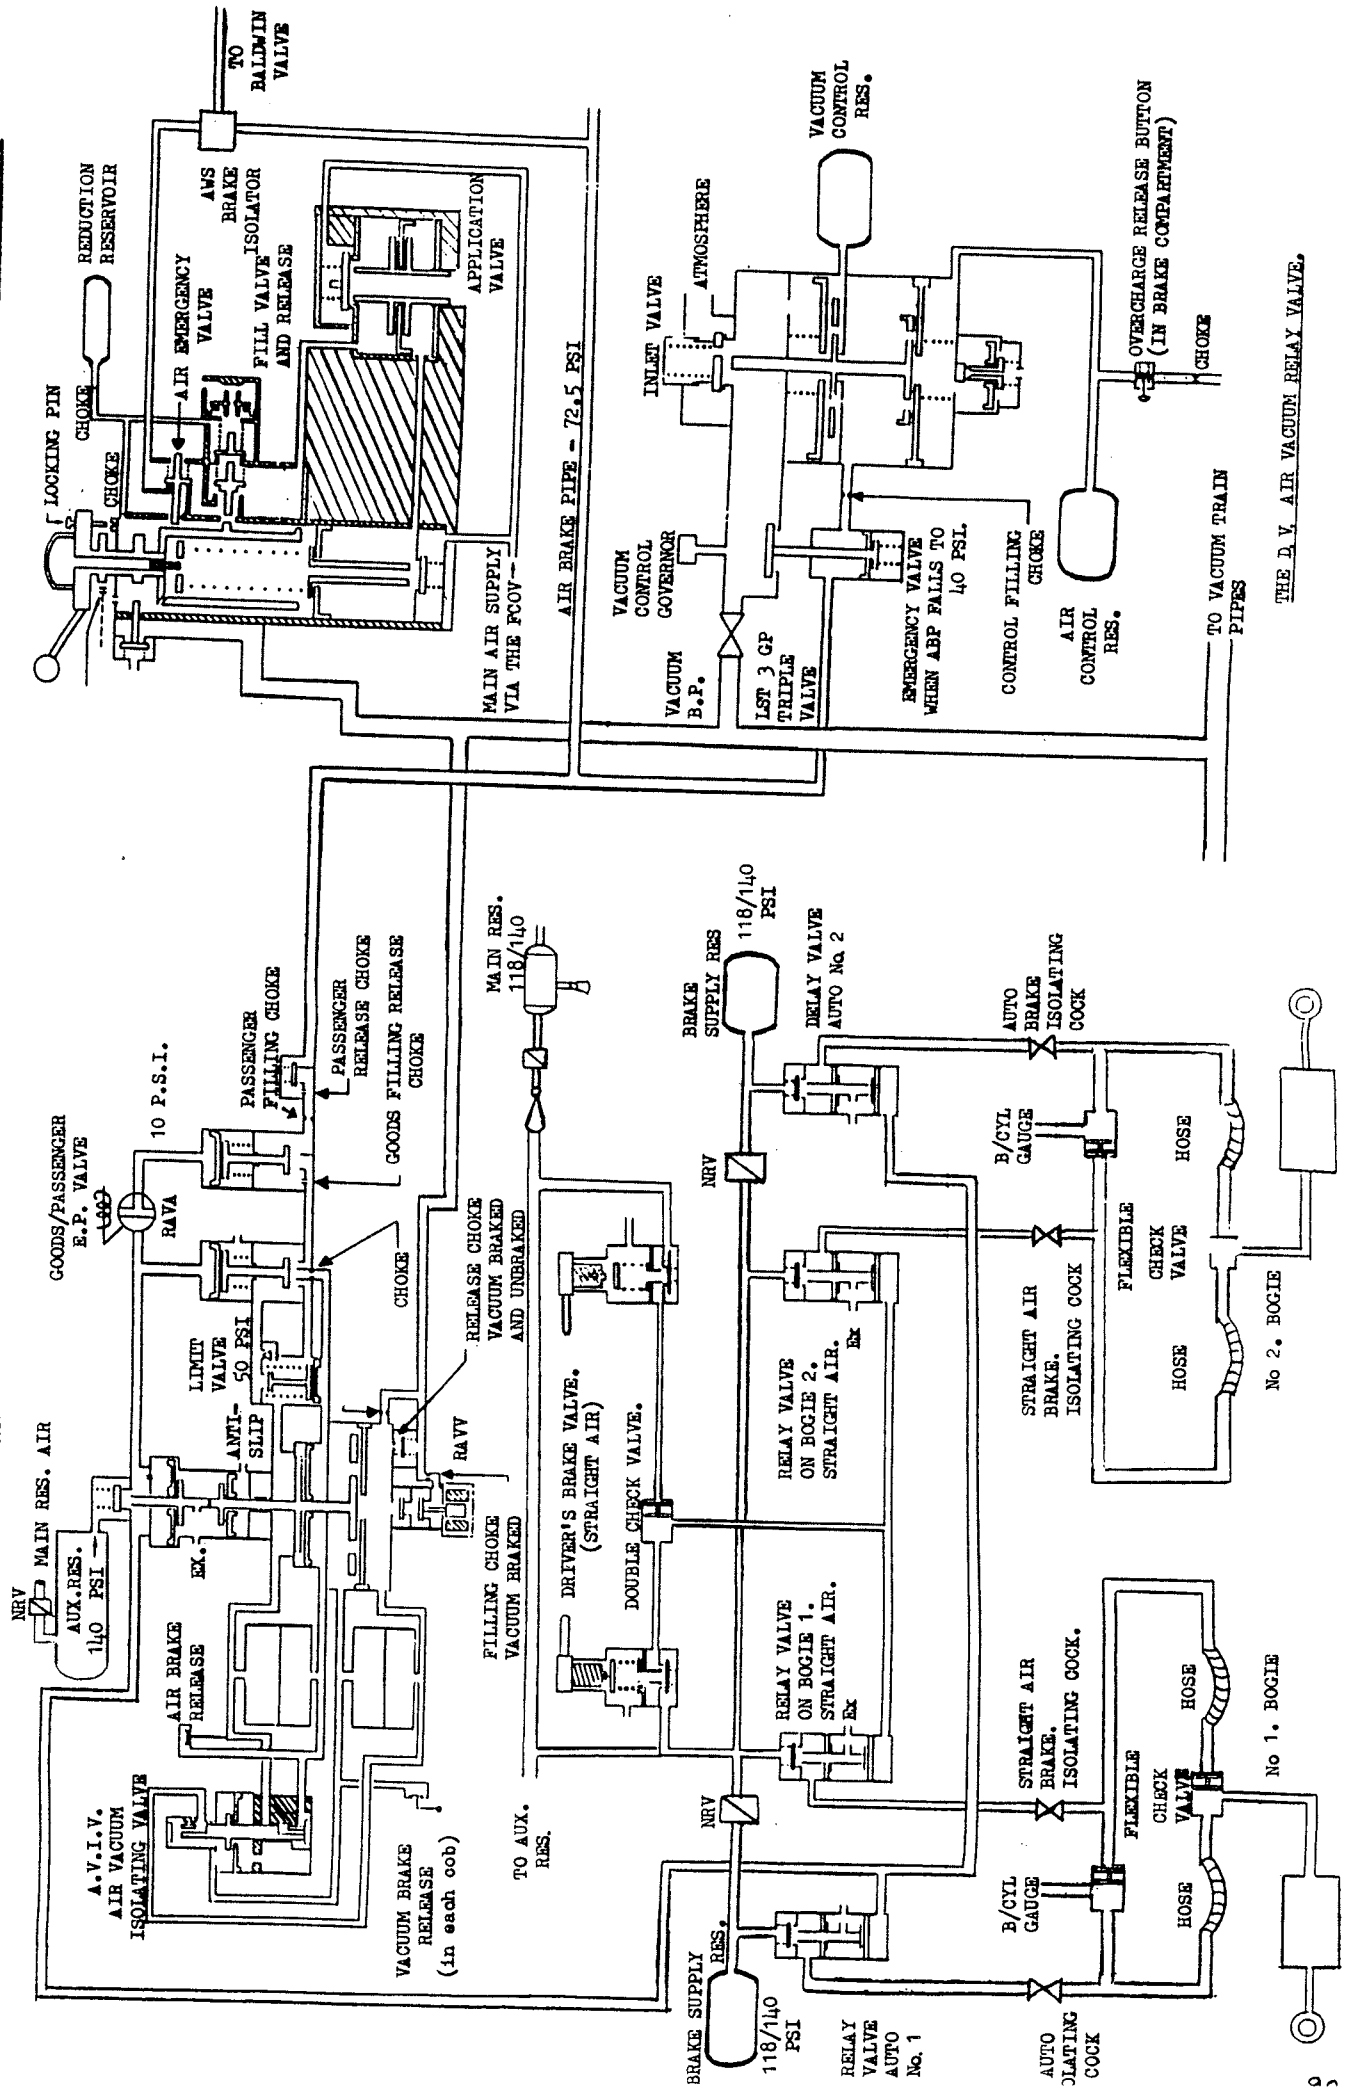 NRV
MAIN RES. AIR
AUX.RES.
140 PSI
EX.
ANTI-
SLIP
LIMIT
VALVE
50 PSI
GOODS/PASSENGER
E.P. VALVE
RAVA
10 P.S.I.
PASSENGER
FILLING CHOKE
PASSENGER
RELEASE CHOKE
GOODS FILLING RELEASE
CHOKE
CHOKE
RELEASE CHOKE
VACUUM BRAKED
AND UNBRAKED
RAVV
FILLING CHOKE
VACUUM BRAKED
A.V.I.V.
AIR VACUUM
ISOLATING VALVE
AIR BRAKE
RELEASE
VACUUM BRAKE
RELEASE
(in each cob)
LOCKING PIN
CHOKE
CHOKE
REDUCTION
RESERVOIR
AIR EMERGENCY
VALVE
FILL VALVE
AND RELEASE
AWS
BRAKE
ISOLATOR
TO
BALDWIN
VALVE
APPLICATION
VALVE
MAIN AIR SUPPLY
VIA THE FCOV
AIR BRAKE PIPE - 72.5 PSI
MAIN RES.
118/140
DRIVER'S BRAKE VALVE.
(STRAIGHT AIR)
DOUBLE CHECK VALVE.
TO AUX.
RES.
BRAKE SUPPLY
RES.
118/140
PSI
NRV
RELAY VALVE
ON BOGIE 1.
STRAIGHT AIR.
Ex
RELAY VALVE
ON BOGIE 2.
STRAIGHT AIR.
Ex
NRV
BRAKE
SUPPLY RES
118/140
PSI
DELAY VALVE
AUTO No. 2
RELAY
VALVE
AUTO
No. 1
AUTO
OLATING
COCK
B/CYL
GAUGE
STRAIGHT AIR
BRAKE.
ISOLATING COCK.
FLEXIBLE
HOSE
CHECK
VALVE
HOSE
No 1. BOGIE
STRAIGHT AIR
BRAKE.
ISOLATING COCK
B/CYL
GAUGE
AUTO
BRAKE
ISOLATING
COCK
FLEXIBLE
HOSE
CHECK
VALVE
HOSE
No 2. BOGIE
VACUUM
B.P.
VACUUM
CONTROL
GOVERNOR
INLET VALVE
ATMOSPHERE
VACUUM
CONTROL
RES.
LST 3 GP
TRIPLE
VALVE
EMERGENCY VALVE
WHEN ABP FALLS TO
40 PSI.
CONTROL FILLING
CHOKE
AIR
CONTROL
RES.
OVERCHARGE RELEASE BUTTON
(IN BRAKE COMPARTMENT)
CHOKE
TO VACUUM TRAIN
PIPES
THE D.V. AIR VACUUM RELAY VALVE.